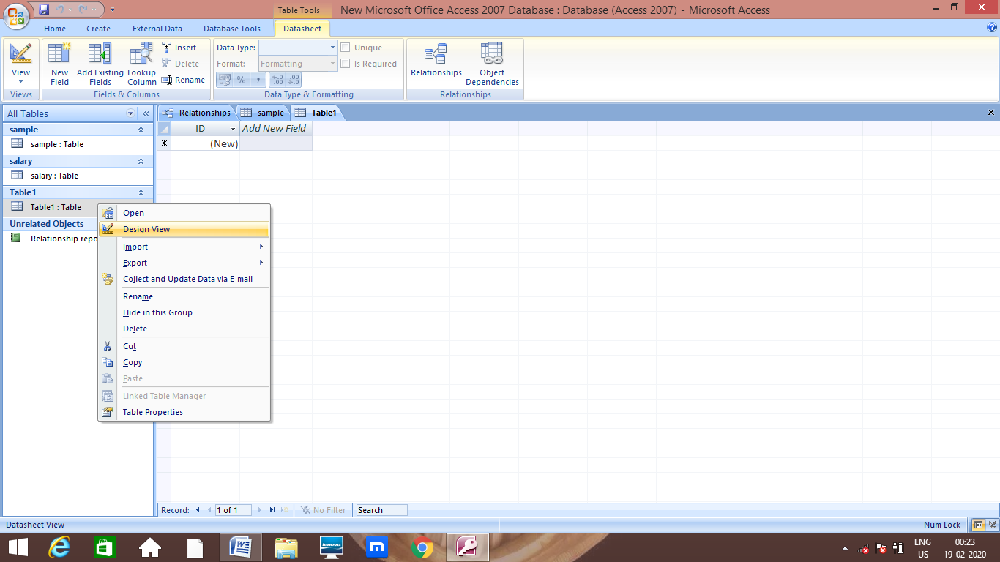 Table Tools
New Microsoft Office Access 2007 Database : Database (Access 2007) - Microsoft Access
Home Create External Data Database Tools Datasheet
View
Views
New Field
Add Existing Fields
Lookup Column
Insert
Delete
Rename
Fields & Columns
Data Type:
Format: Formatting
Unique
Is Required
% , .0 .00 .00 .0
Data Type & Formatting
Relationships
Object Dependencies
Relationships
All Tables
sample
sample : Table
salary
salary : Table
Table1
Table1 : Table
Unrelated Objects
Relationship repo
Relationships sample Table1
ID Add New Field
(New)
Open
Design View
Import
Export
Collect and Update Data via E-mail
Rename
Hide in this Group
Delete
Cut
Copy
Paste
Linked Table Manager
Table Properties
Record: 1 of 1 No Filter Search
Datasheet View
Num Lock
lenovo
ENG
US
00:23
19-02-2020